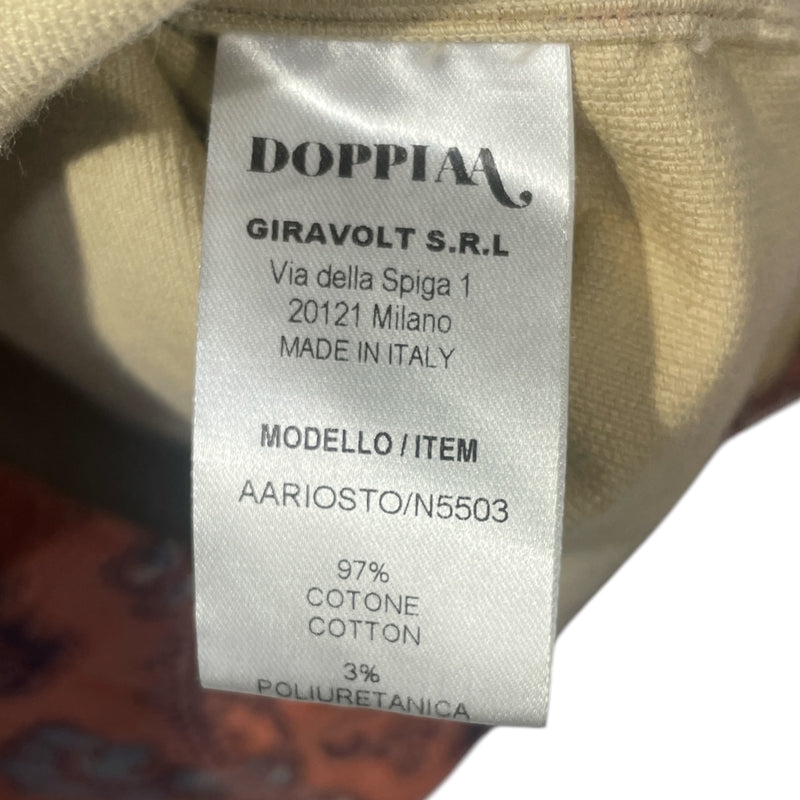 DOPPIAA
GIRAVOLT S.R.L
Via della Spiga 1
20121 Milano
MADE IN ITALY
MODELLO / ITEM
AARIOSTO/N5503
97%
COTONE
COTTON
3%
POLIURETANICA